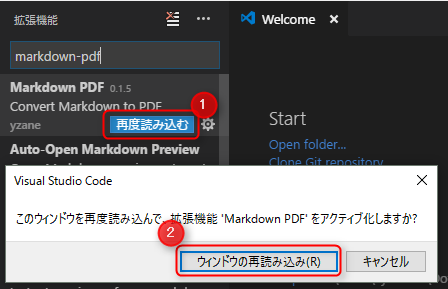 拡張機能
Welcome
markdown-pdf
Markdown PDF 0.1.5
Convert Markdown to PDF
yzane
再度読み込む
1
Auto-Open Markdown Preview
Start
Open folder...
Clone Git repository
Visual Studio Code
このウィンドウを再度読み込んで、拡張機能 'Markdown PDF' をアクティブ化しますか?
2
ウィンドウの再読み込み(R)
キャンセル